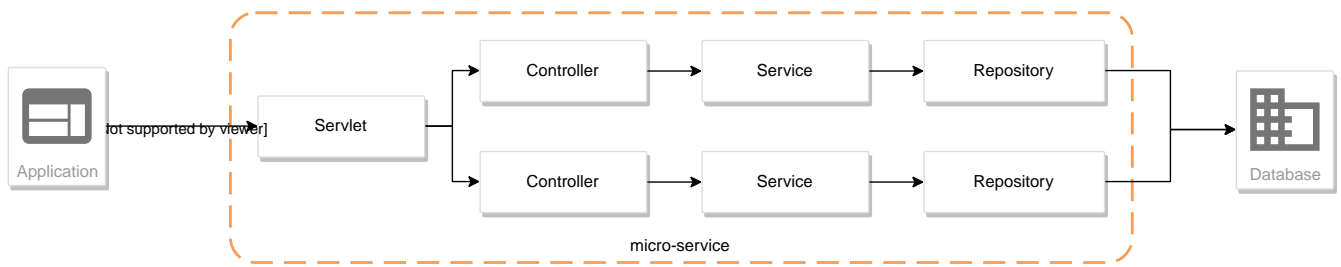 Application
Not supported by viewer]
Servlet
Controller
Service
Repository
Controller
Service
Repository
micro-service
Database